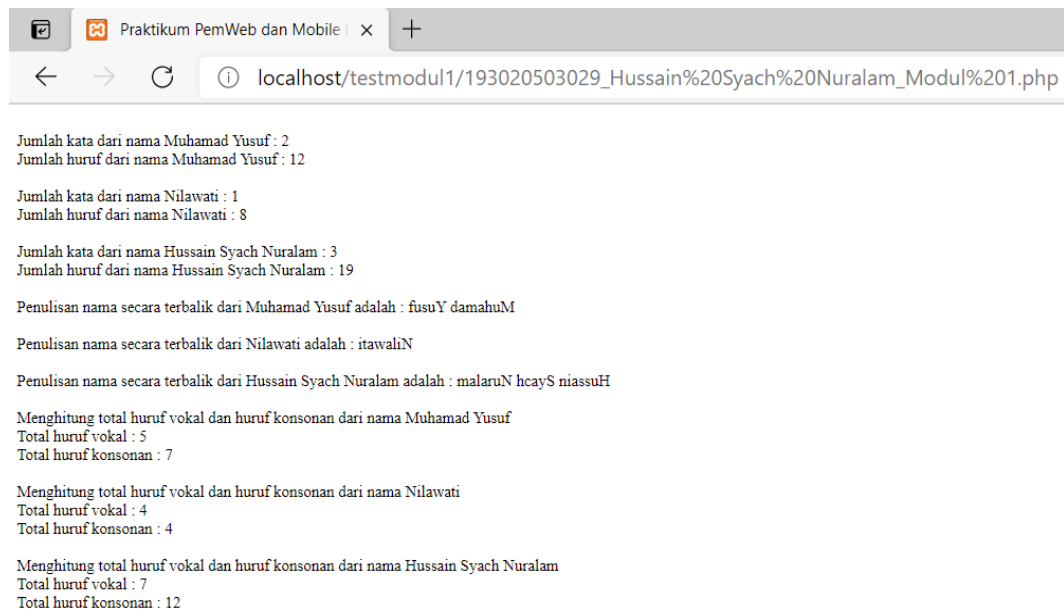 Praktikum PemWeb dan Mobile
localhost/testmodul1/193020503029_Hussain%20Syach%20Nuralam_Modul%201.php
Jumlah kata dari nama Muhamad Yusuf : 2
Jumlah huruf dari nama Muhamad Yusuf : 12
Jumlah kata dari nama Nilawati : 1
Jumlah huruf dari nama Nilawati : 8
Jumlah kata dari nama Hussain Syach Nuralam : 3
Jumlah huruf dari nama Hussain Syach Nuralam : 19
Penulisan nama secara terbalik dari Muhamad Yusuf adalah : fusuY damahuM
Penulisan nama secara terbalik dari Nilawati adalah : itawaliN
Penulisan nama secara terbalik dari Hussain Syach Nuralam adalah : malaruN hcayS niassuH
Menghitung total huruf vokal dan huruf konsonan dari nama Muhamad Yusuf
Total huruf vokal : 5
Total huruf konsonan : 7
Menghitung total huruf vokal dan huruf konsonan dari nama Nilawati
Total huruf vokal : 4
Total huruf konsonan : 4
Menghitung total huruf vokal dan huruf konsonan dari nama Hussain Syach Nuralam
Total huruf vokal : 7
Total huruf konsonan : 12